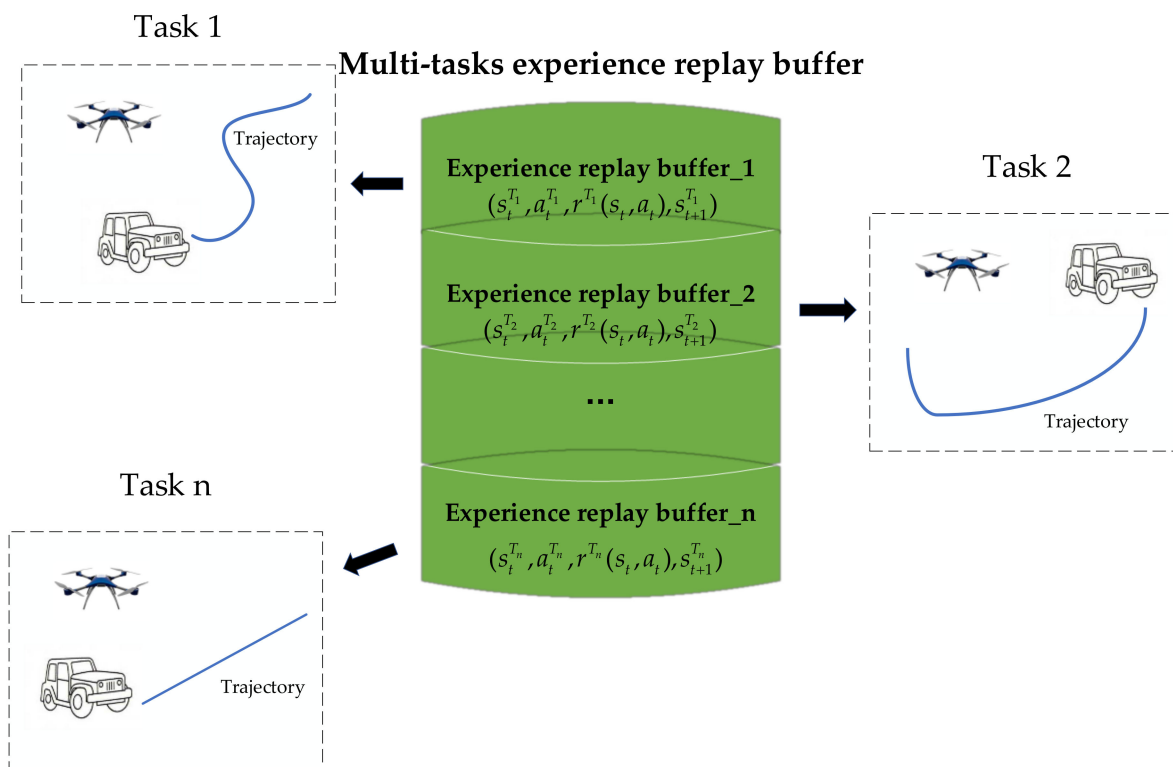 Task 1
Multi-tasks experience replay buffer
Trajectory
Experience replay buffer_1
(s_t^{T_1}, a_t^{T_1}, r^{T_1}(s_t, a_t), s_{t+1}^{T_1})
Task 2
Experience replay buffer_2
(s_t^{T_2}, a_t^{T_2}, r^{T_2}(s_t, a_t), s_{t+1}^{T_2})
...
Trajectory
Task n
Experience replay buffer_n
(s_t^{T_n}, a_t^{T_n}, r^{T_n}(s_t, a_t), s_{t+1}^{T_n})
Trajectory